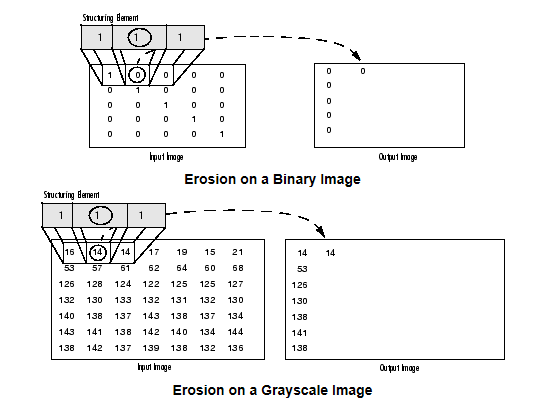 Structuring Element
1 1 1
1 0 0 0 0
0 1 0 0 0
0 0 1 0 0
0 0 0 1 0
0 0 0 0 1
Input Image
0 0
0
0
0
0
Output Image
Erosion on a Binary Image
Structuring Element
1 1 1
16 14 14 17 19 15 21
53 57 61 62 64 60 68
126 128 124 122 125 125 127
132 130 133 132 131 132 130
140 138 137 137 138 137 134
143 141 138 142 140 134 144
138 142 137 139 138 132 136
Input Image
14 14
53
126
130
138
141
138
Output Image
Erosion on a Grayscale Image